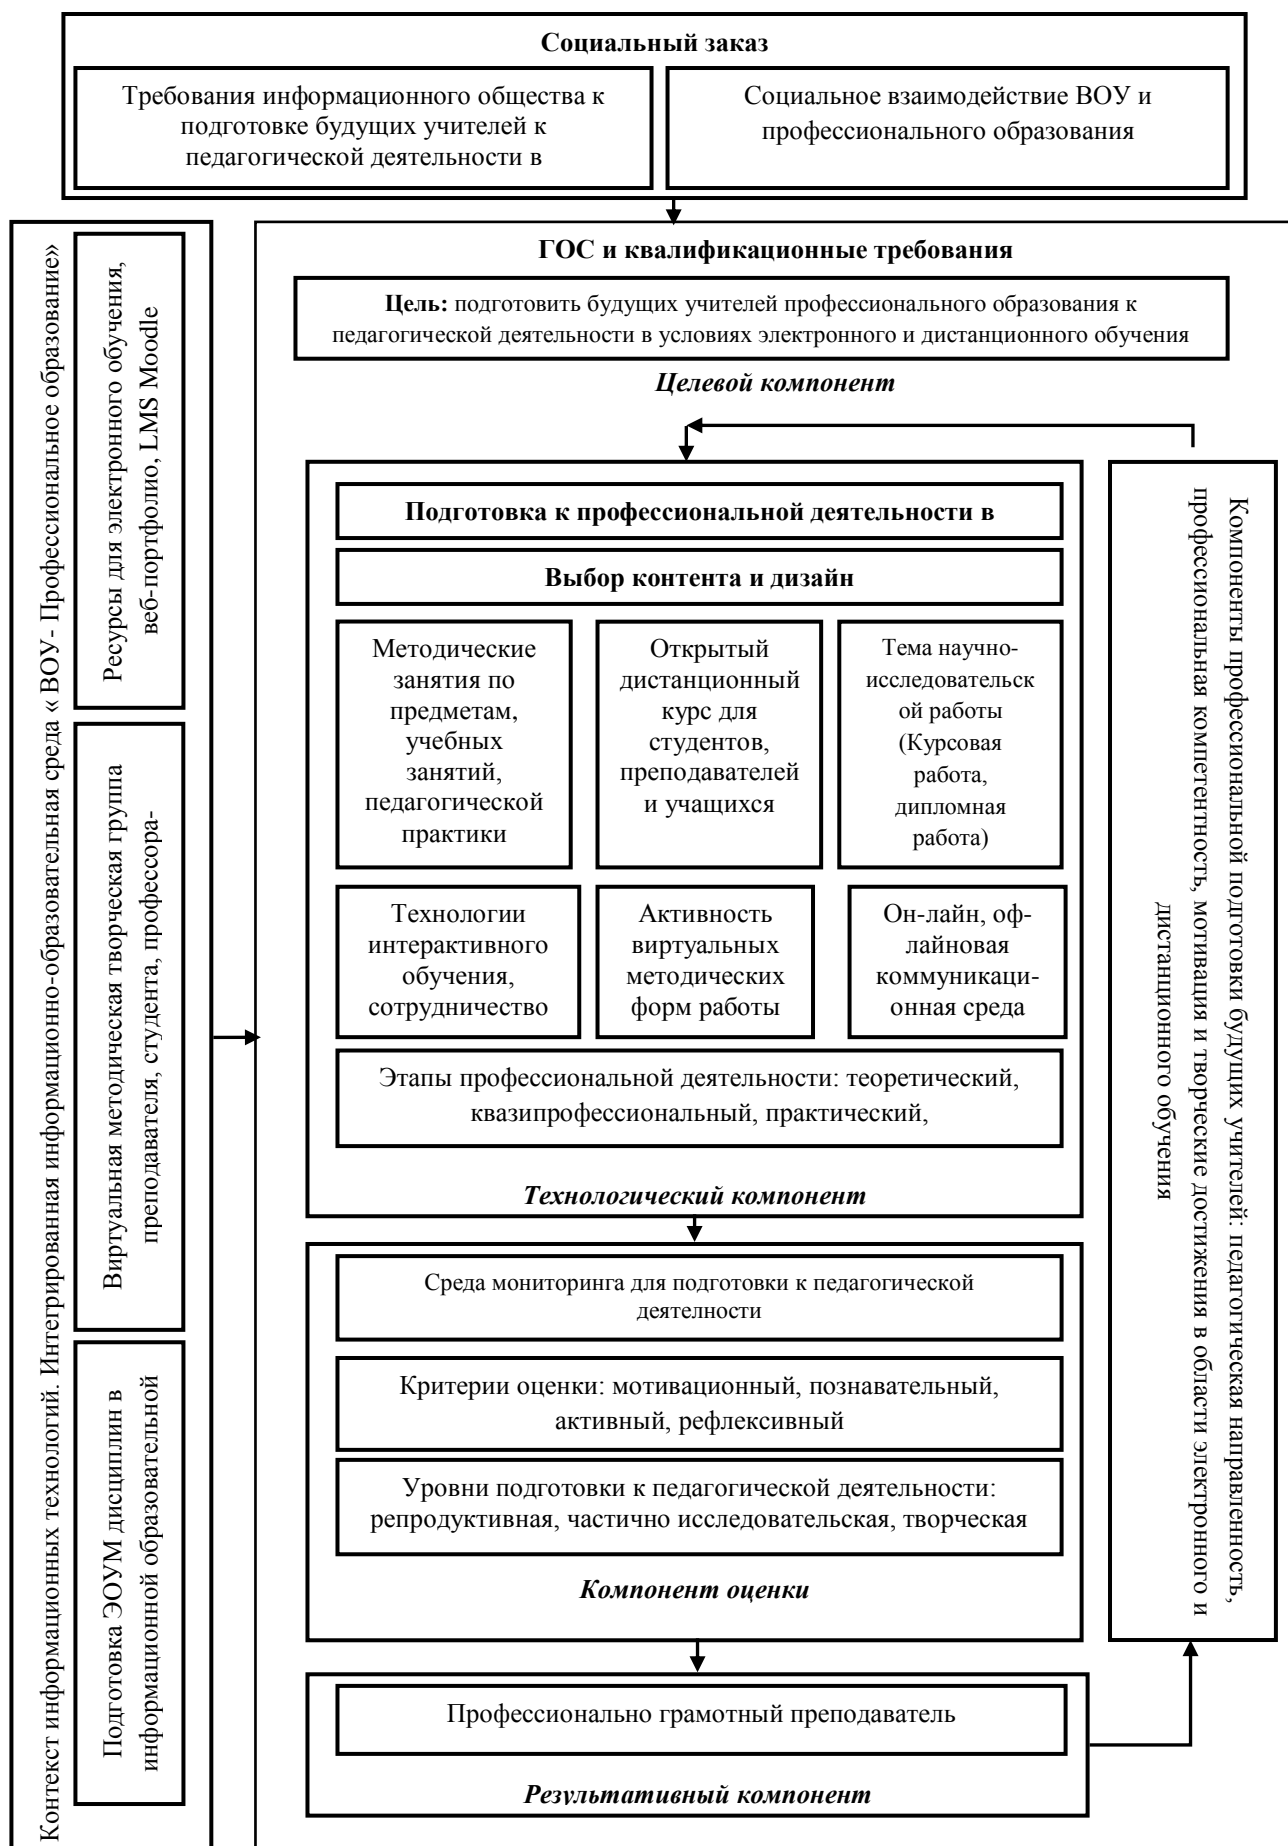 Социальный заказ
Требования информационного общества к
подготовке будущих учителей к
педагогической деятельности в
Социальное взаимодействие ВОУ и
профессионального образования
Контекст информационных технологий. Интегрированная информационно-образовательная среда « ВОУ- Профессиональное образование»
Ресурсы для электронного обучения,
веб-портфолио, LMS Moodle
Виртуальная методическая творческая группа
преподавателя, студента, профессора-
Подготовка ЭОУМ дисциплин в
информационной образовательной
ГОС и квалификационные требования
Цель: подготовить будущих учителей профессионального образования к
педагогической деятельности в условиях электронного и дистанционного обучения
Целевой компонент
Подготовка к профессиональной деятельности в
Выбор контента и дизайн
Методические
занятия по
предметам,
учебных
занятий,
педагогической
практики
Открытый
дистанционный
курс для
студентов,
преподавателей
и учащихся
Тема научно-
исследовательск
ой работы
(Курсовая
работа,
дипломная
работа)
Технологии
интерактивного
обучения,
сотрудничество
Активность
виртуальных
методических
форм работы
Он-лайн, оф-
лайновая
коммуникаци-
онная среда
Этапы профессиональной деятельности: теоретический,
квазипрофессиональный, практический,
Технологический компонент
Среда мониторинга для подготовки к педагогической
деятелности
Критерии оценки: мотивационный, познавательный,
активный, рефлексивный
Уровни подготовки к педагогической деятельности:
репродуктивная, частично исследовательская, творческая
Компонент оценки
Профессионально грамотный преподаватель
Результативный компонент
Компоненты профессиональной подготовки будущих учителей: педагогическая направленность,
профессиональная компетентность, мотивация и творческие достижения в области электронного и
дистанционного обучения